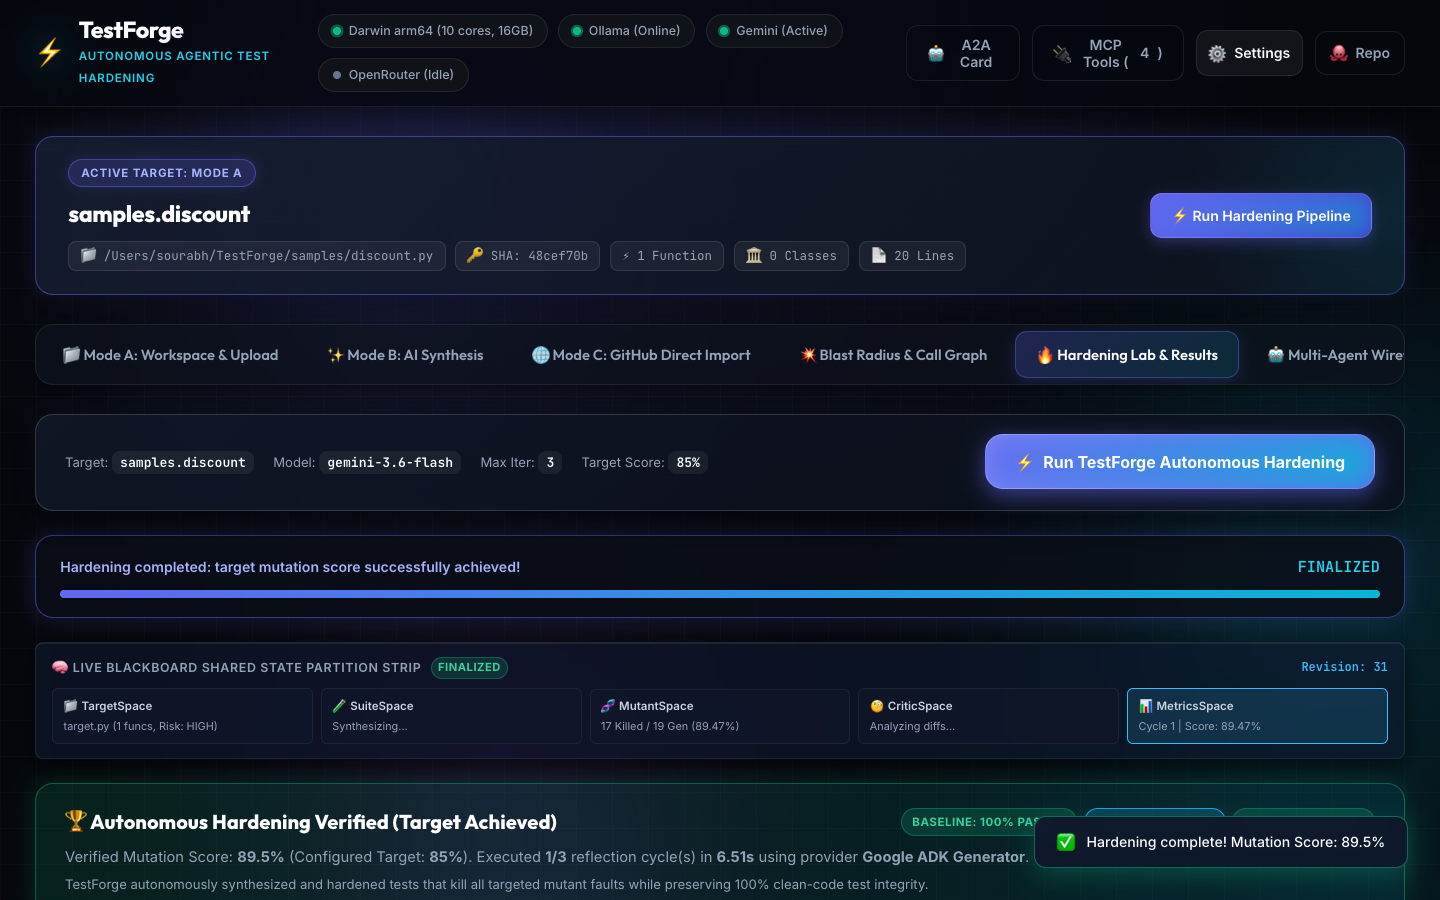 TestForge
AUTONOMOUS AGENTIC TEST
HARDENING
Darwin arm64 (10 cores, 16GB)
Ollama (Online)
Gemini (Active)
OpenRouter (Idle)
A2A
Card
MCP
Tools ( 4 )
Settings
Repo
ACTIVE TARGET: MODE A
samples.discount
/Users/sourabh/TestForge/samples/discount.py
SHA: 48cef70b
⚡ 1 Function
0 Classes
20 Lines
⚡ Run Hardening Pipeline
Mode A: Workspace & Upload
Mode B: AI Synthesis
Mode C: GitHub Direct Import
Blast Radius & Call Graph
Hardening Lab & Results
Multi-Agent Wire
Target: samples.discount Model: gemini-3.6-flash Max Iter: 3 Target Score: 85%
⚡ Run TestForge Autonomous Hardening
Hardening completed: target mutation score successfully achieved!
FINALIZED
LIVE BLACKBOARD SHARED STATE PARTITION STRIP FINALIZED
Revision: 31
TargetSpace
target.py (1 funcs, Risk: HIGH)
SuiteSpace
Synthesizing...
MutantSpace
17 Killed / 19 Gen (89.47%)
CriticSpace
Analyzing diffs...
MetricsSpace
Cycle 1 | Score: 89.47%
Autonomous Hardening Verified (Target Achieved)
BASELINE: 100% PAS
Verified Mutation Score: 89.5% (Configured Target: 85%). Executed 1/3 reflection cycle(s) in 6.51s using provider Google ADK Generator.
TestForge autonomously synthesized and hardened tests that kill all targeted mutant faults while preserving 100% clean-code test integrity.
✅ Hardening complete! Mutation Score: 89.5%